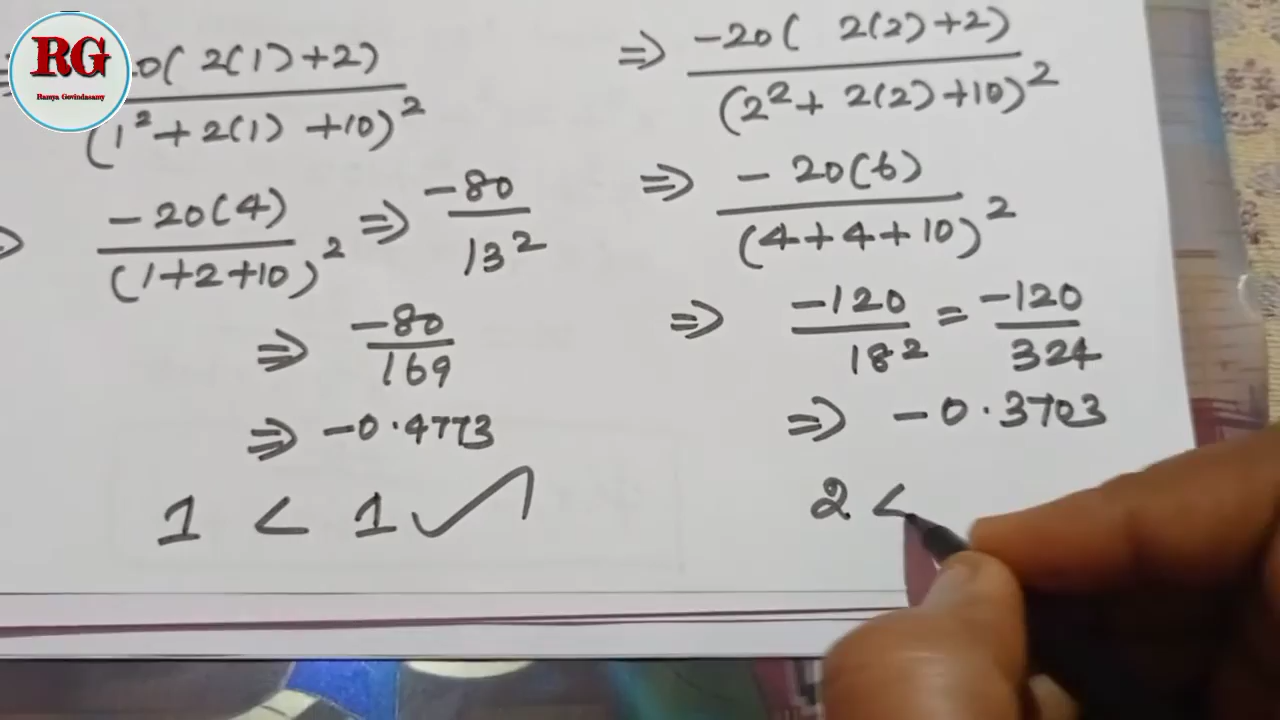 RG
Ramya Govindasamy
0( 2(1)+2)
(1²+2(1) +10)²
-20(4) / (1+2+10)² ⇒ -80 / 13²
⇒ -80 / 169
⇒ -0.4773
1 < 1 ✓
⇒ -20( 2(2)+2) / (2²+ 2(2)+10)²
⇒ - 20(6) / (4+4+10)²
⇒ -120 / 18² = -120 / 324
⇒ -0.3703
2 <